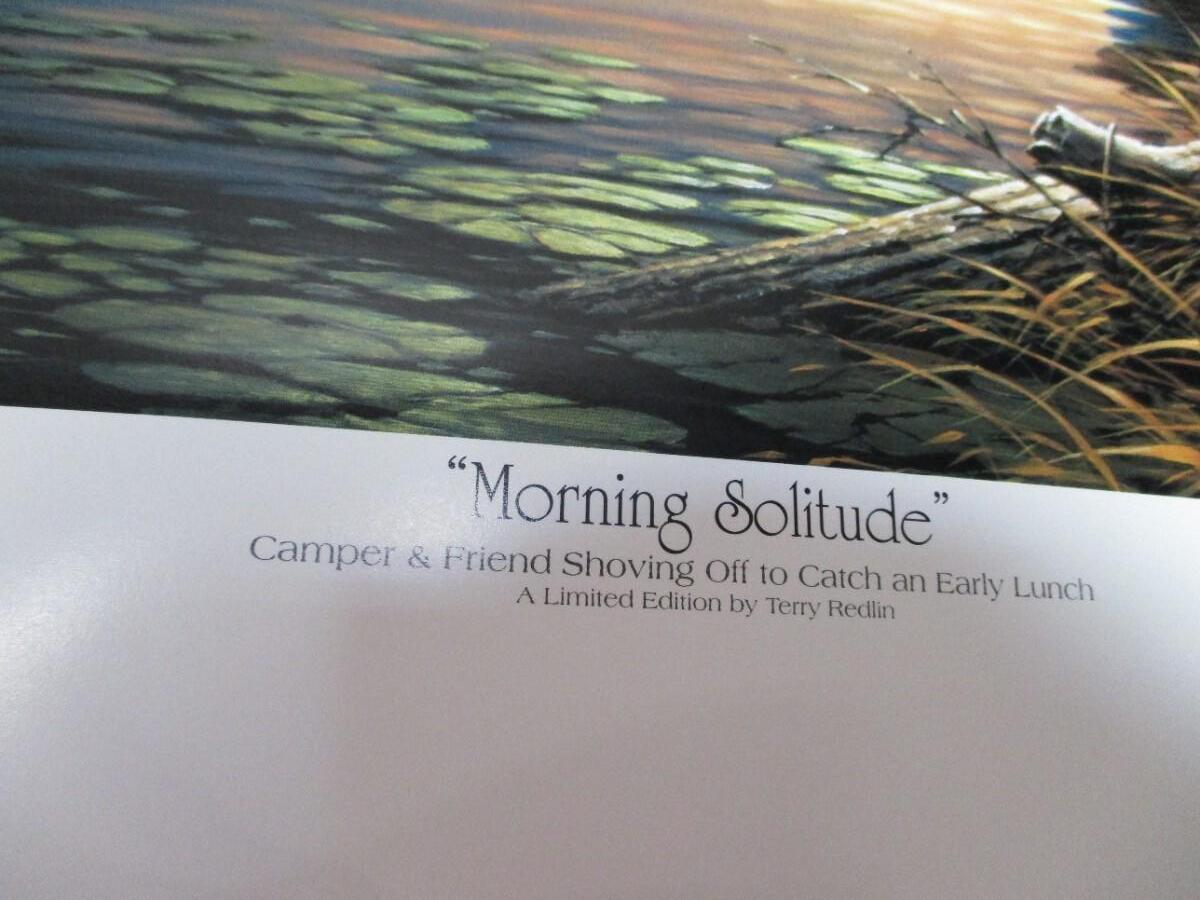 “Morning Solitude”
Camper & Friend Shoving Off to Catch an Early Lunch
A Limited Edition by Terry Redlin